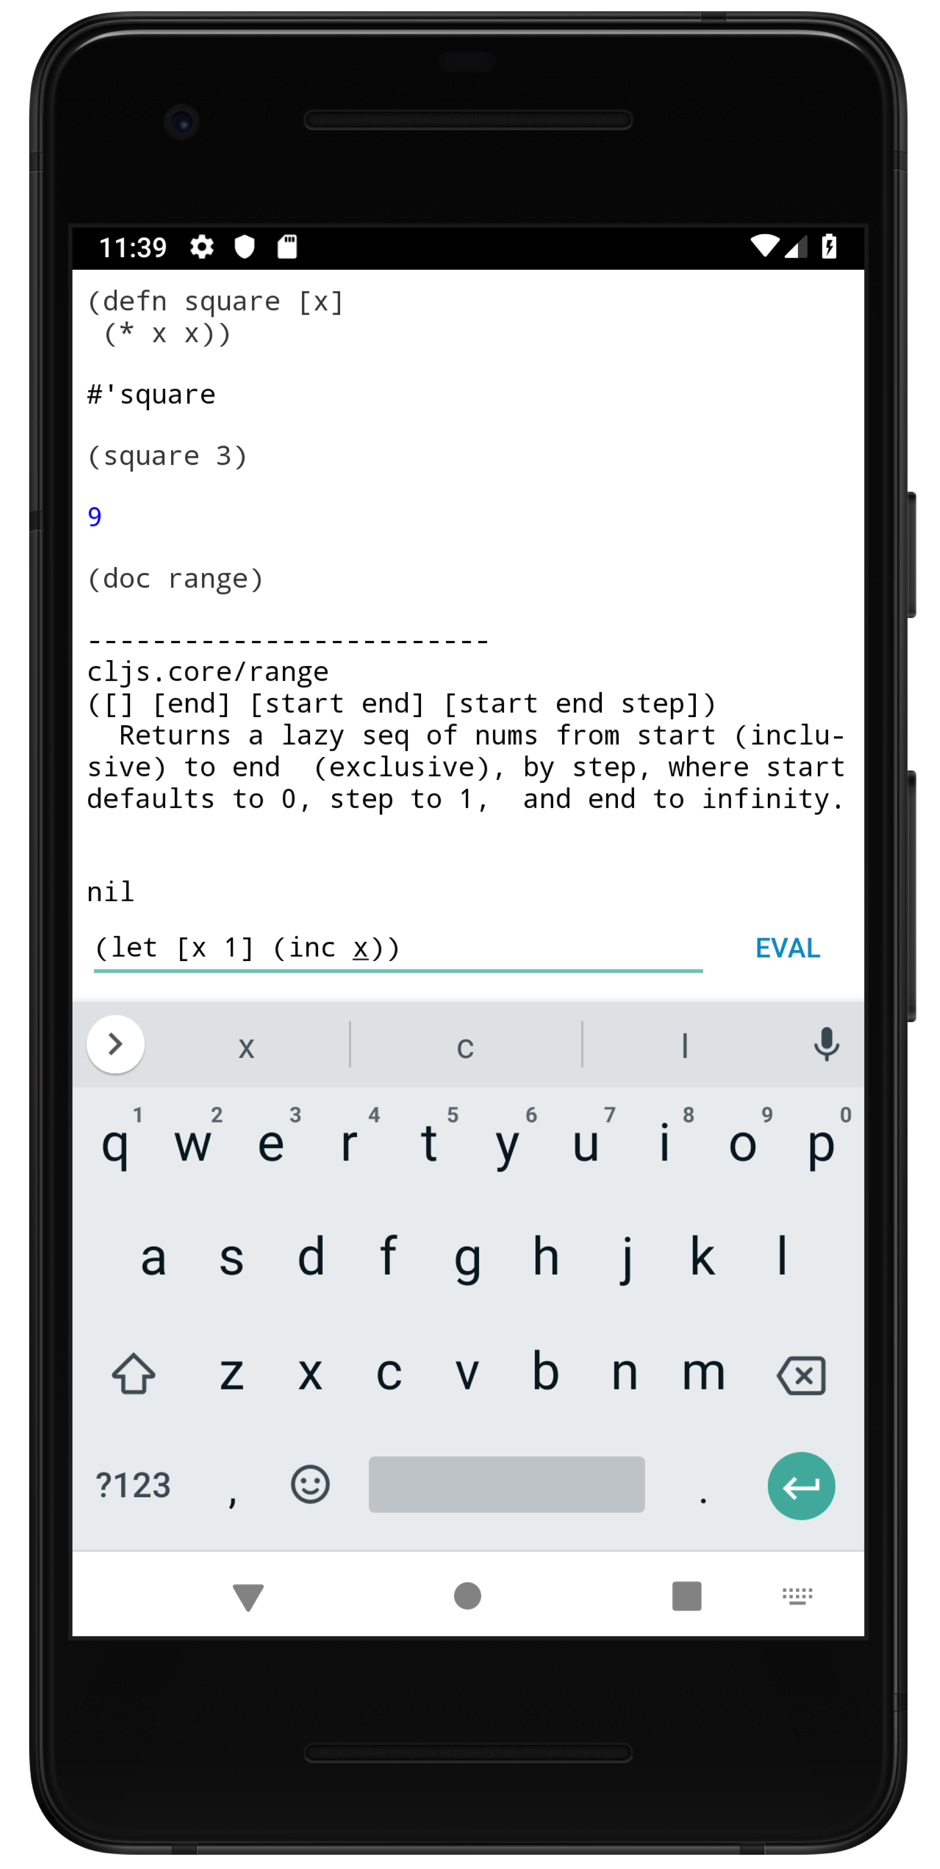 11:39
(defn square [x]
 (* x x))
#'square
(square 3)
9
(doc range)
-------------------------
cljs.core/range
([] [end] [start end] [start end step])
  Returns a lazy seq of nums from start (inclu-
sive) to end  (exclusive), by step, where start
defaults to 0, step to 1,  and end to infinity.
nil
(let [x 1] (inc x)) EVAL
x c l
1 2 3 4 5 6 7 8 9 0
q w e r t y u i o p
a s d f g h j k l
z x c v b n m
?123 , .